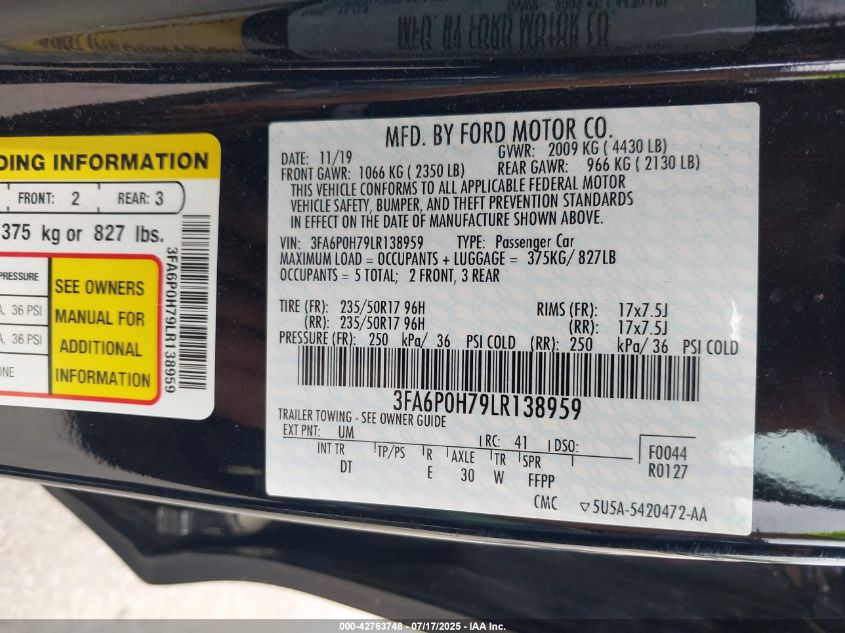 MFD. BY FORD MOTOR CO.
DATE: 11/19 GVWR: 2009 KG ( 4430 LB)
FRONT GAWR: 1066 KG ( 2350 LB) REAR GAWR: 966 KG ( 2130 LB)
THIS VEHICLE CONFORMS TO ALL APPLICABLE FEDERAL MOTOR
VEHICLE SAFETY, BUMPER, AND THEFT PREVENTION STANDARDS
IN EFFECT ON THE DATE OF MANUFACTURE SHOWN ABOVE.
VIN: 3FA6P0H79LR138959 TYPE: Passenger Car
MAXIMUM LOAD = OCCUPANTS + LUGGAGE = 375KG/ 827LB
OCCUPANTS = 5 TOTAL; 2 FRONT, 3 REAR
TIRE (FR): 235/50R17 96H RIMS (FR): 17x7.5J
(RR): 235/50R17 96H (RR): 17x7.5J
PRESSURE (FR): 250 kPa/ 36 PSI COLD (RR): 250 kPa/ 36 PSI COLD
3FA6P0H79LR138959
TRAILER TOWING - SEE OWNER GUIDE
EXT PNT: UM RC: 41 DSO: F0044
INT TR TP/PS R AXLE TR SPR R0127
DT E 30 W FFPP
CMC ▽5U5A-5420472-AA
DING INFORMATION
FRONT: 2 REAR: 3
375 kg or 827 lbs.
PRESSURE
36 PSI
36 PSI
SEE OWNERS
MANUAL FOR
ADDITIONAL
INFORMATION
3FA6P0H79LR138959
000-42763748 - 07/17/2025 - IAA Inc.